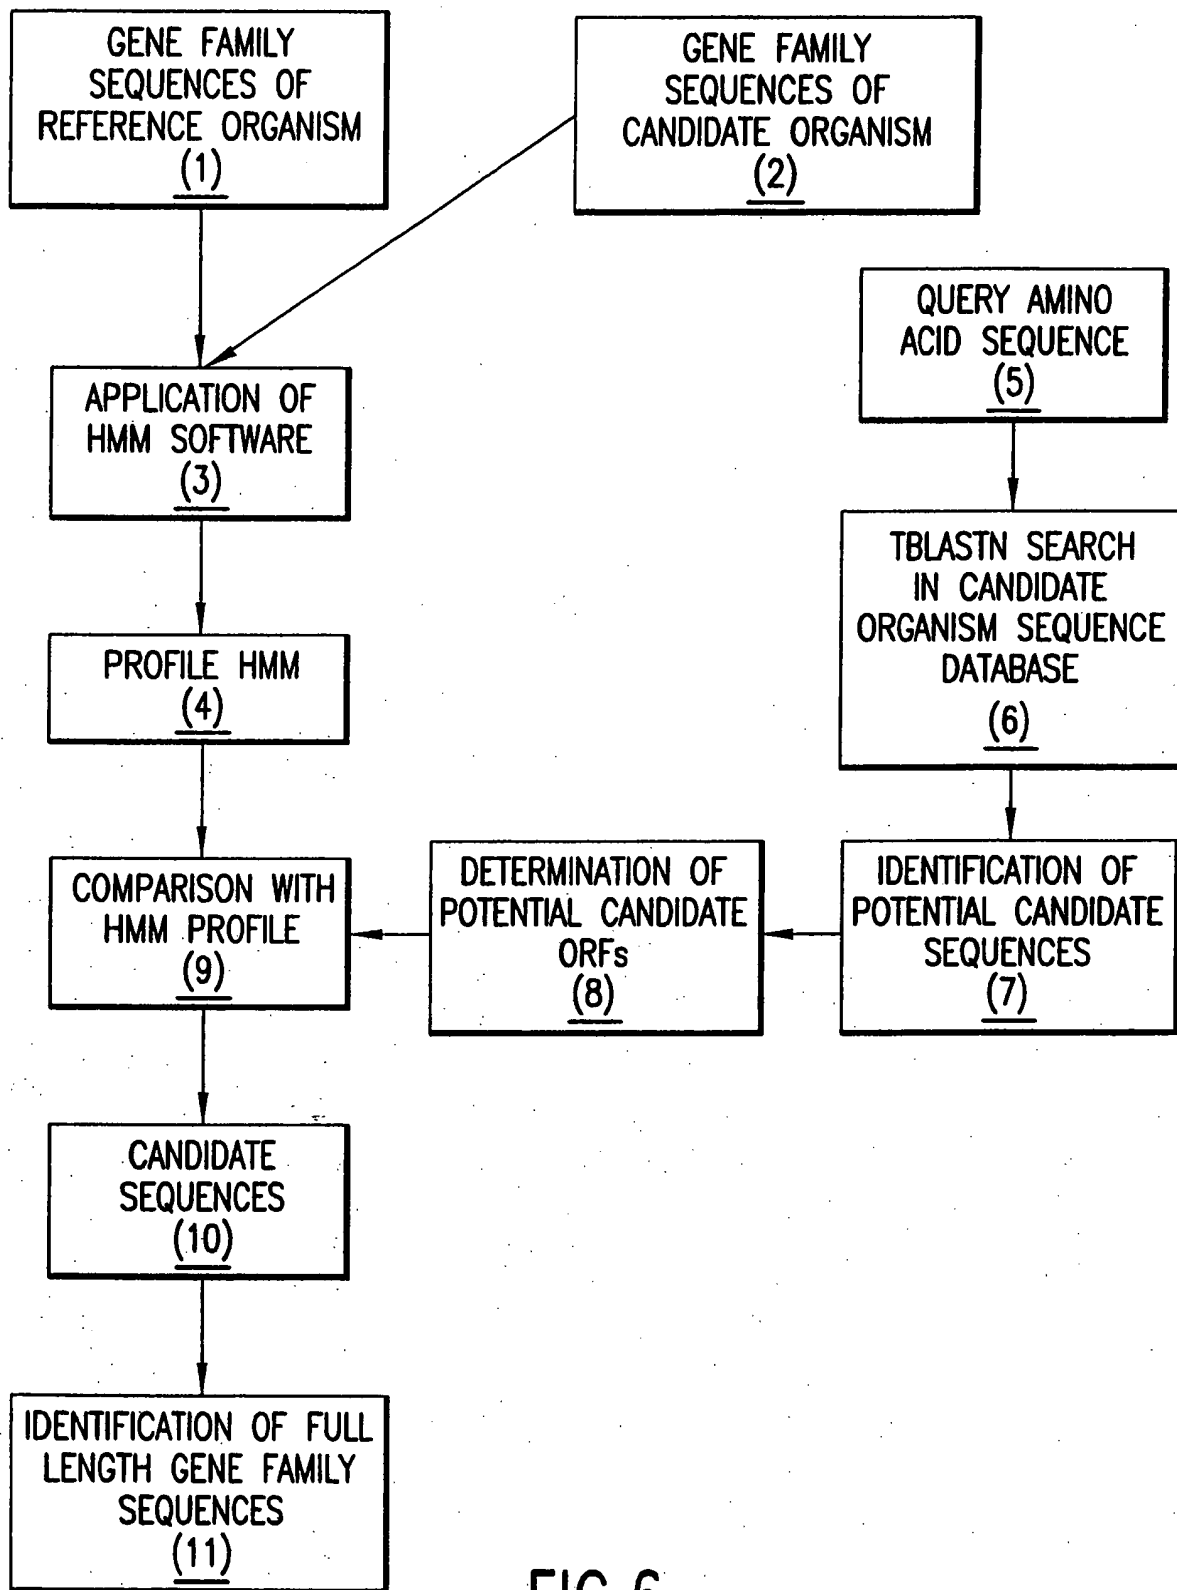 GENE FAMILY
SEQUENCES OF
REFERENCE ORGANISM
(1)
GENE FAMILY
SEQUENCES OF
CANDIDATE ORGANISM
(2)
APPLICATION OF
HMM SOFTWARE
(3)
PROFILE HMM
(4)
QUERY AMINO
ACID SEQUENCE
(5)
TBLASTN SEARCH
IN CANDIDATE
ORGANISM SEQUENCE
DATABASE
(6)
IDENTIFICATION OF
POTENTIAL CANDIDATE
SEQUENCES
(7)
DETERMINATION OF
POTENTIAL CANDIDATE
ORFs
(8)
COMPARISON WITH
HMM PROFILE
(9)
CANDIDATE
SEQUENCES
(10)
IDENTIFICATION OF FULL
LENGTH GENE FAMILY
SEQUENCES
(11)
FIG.6